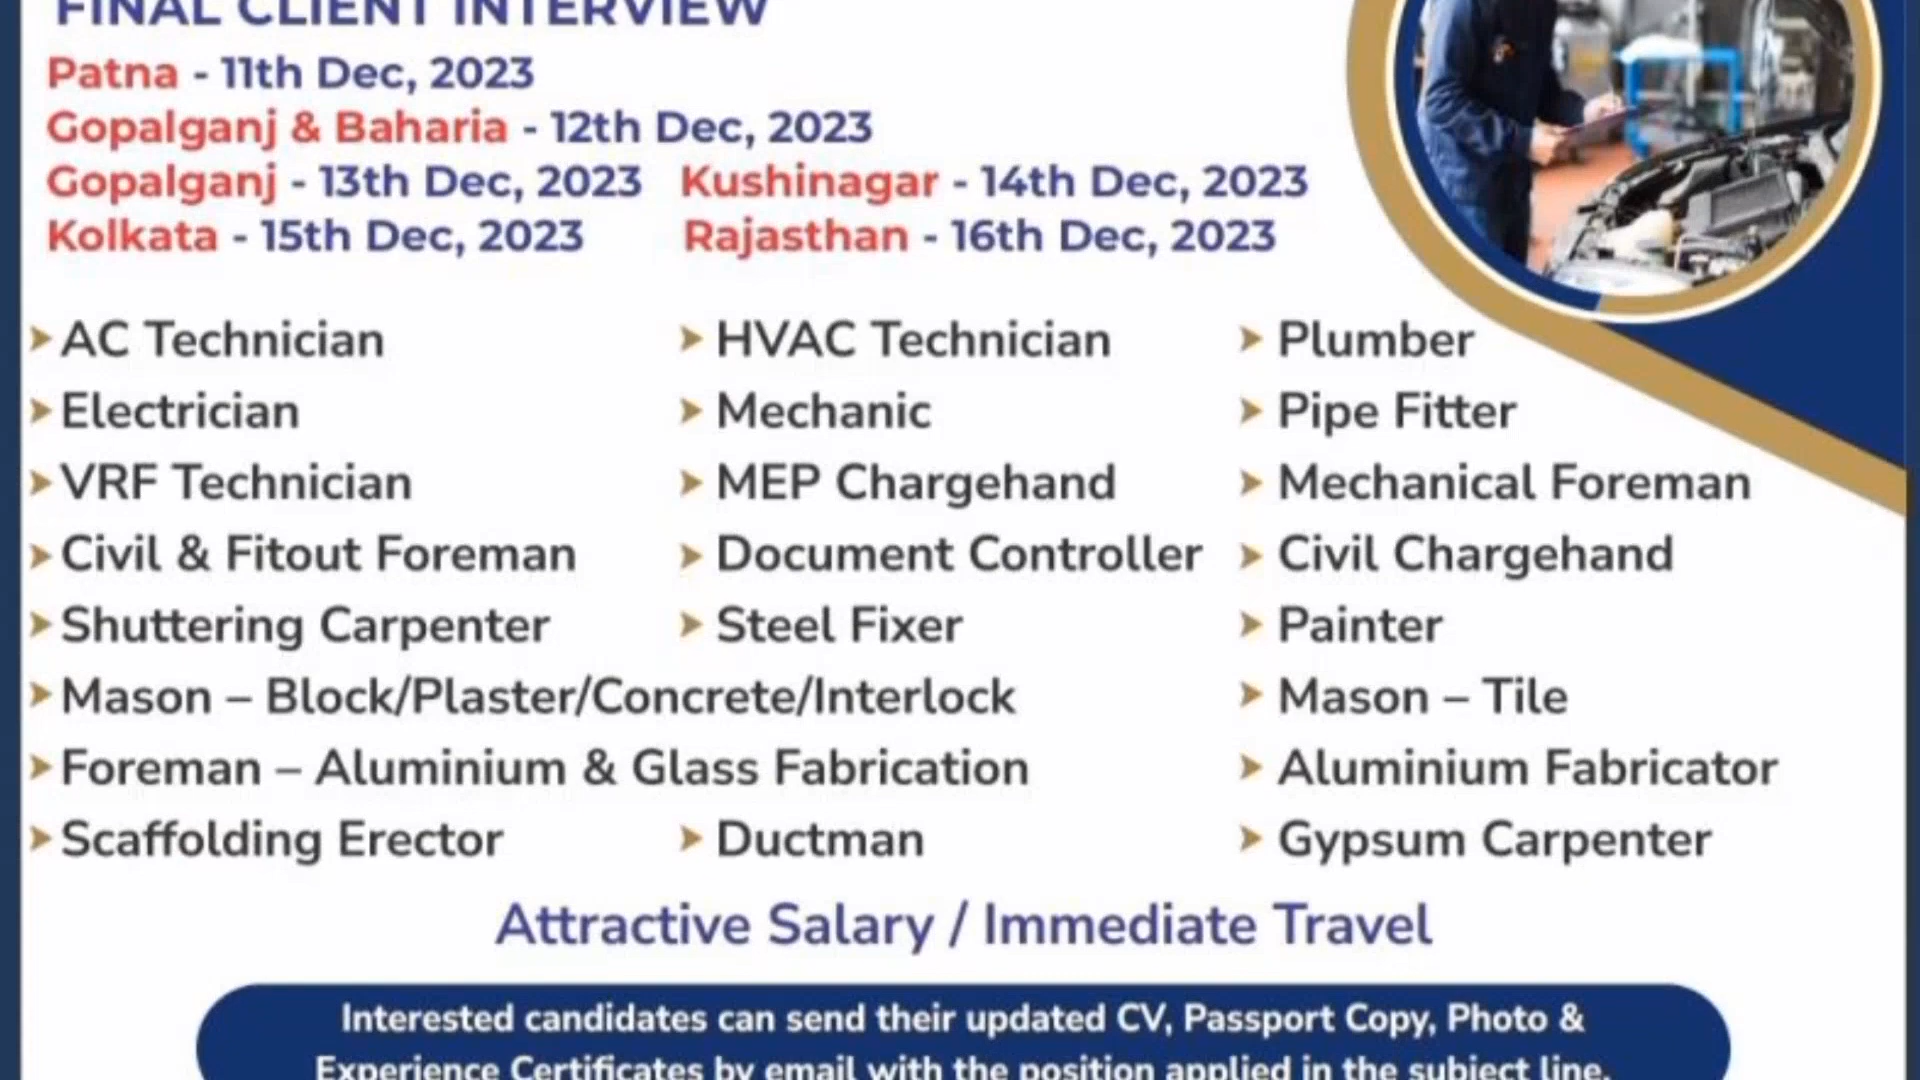 FINAL CLIENT INTERVIEW
Patna - 11th Dec, 2023
Gopalganj & Baharia - 12th Dec, 2023
Gopalganj - 13th Dec, 2023 Kushinagar - 14th Dec, 2023
Kolkata - 15th Dec, 2023 Rajasthan - 16th Dec, 2023
AC Technician HVAC Technician Plumber
Electrician Mechanic Pipe Fitter
VRF Technician MEP Chargehand Mechanical Foreman
Civil & Fitout Foreman Document Controller Civil Chargehand
Shuttering Carpenter Steel Fixer Painter
Mason – Block/Plaster/Concrete/Interlock Mason – Tile
Foreman – Aluminium & Glass Fabrication Aluminium Fabricator
Scaffolding Erector Ductman Gypsum Carpenter
Attractive Salary / Immediate Travel
Interested candidates can send their updated CV, Passport Copy, Photo &
Experience Certificates by email with the position applied in the subject line.